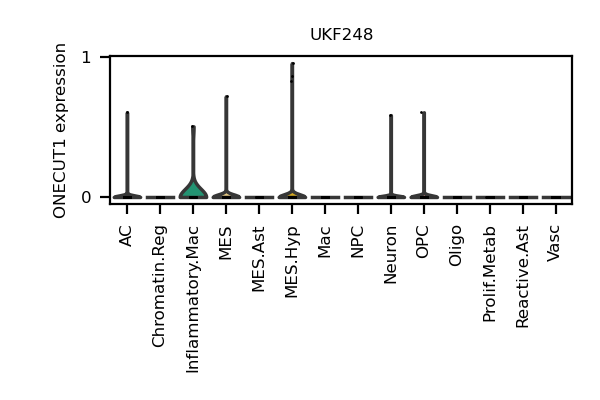 UKF248
ONECUT1 expression
1
0
AC
Chromatin.Reg
Inflammatory.Mac
MES
MES.Ast
MES.Hyp
Mac
NPC
Neuron
OPC
Oligo
Prolif.Metab
Reactive.Ast
Vasc